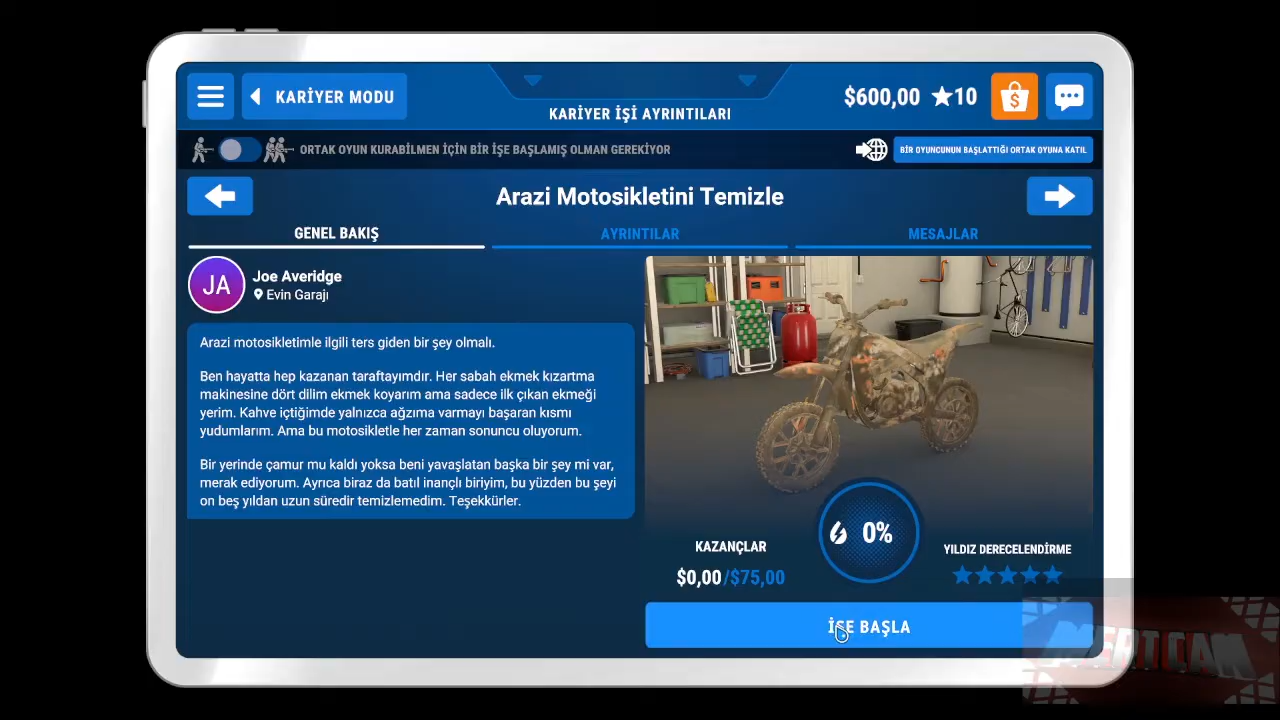 KARİYER MODU
KARİYER İŞİ AYRINTILARI
$600,00 ★10
ORTAK OYUN KURABİLMEN İÇİN BİR İŞE BAŞLAMIŞ OLMAN GEREKİYOR
BİR OYUNCUNUN BAŞLATTIĞI ORTAK OYUNA KATIL
Arazi Motosikletini Temizle
GENEL BAKIŞ
AYRINTILAR
MESAJLAR
JA
Joe Averidge
Evin Garajı
Arazi motosikletimle ilgili ters giden bir şey olmalı.
Ben hayatta hep kazanan taraftayımdır. Her sabah ekmek kızartma
makinesine dört dilim ekmek koyarım ama sadece ilk çıkan ekmeği
yerim. Kahve içtiğimde yalnızca ağzıma varmayı başaran kısmı
yudumlarım. Ama bu motosikletle her zaman sonuncu oluyorum.
Bir yerinde çamur mu kaldı yoksa beni yavaşlatan başka bir şey mi var,
merak ediyorum. Ayrıca biraz da batıl inançlı biriyim, bu yüzden bu şeyi
on beş yıldan uzun süredir temizlemedim. Teşekkürler.
0%
KAZANÇLAR
$0,00/$75,00
YILDIZ DERECELENDİRME
İŞE BAŞLA
MERTCAN